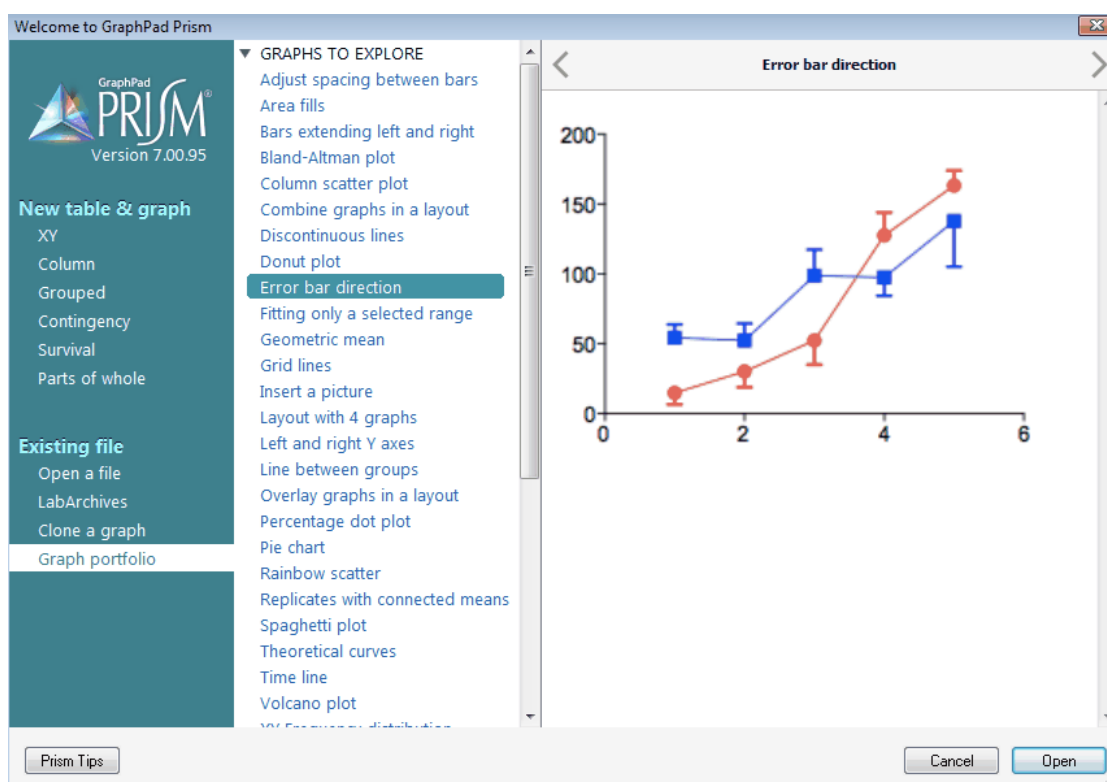 Welcome to GraphPad Prism
GraphPad
PRISM®
Version 7.00.95
New table & graph
XY
Column
Grouped
Contingency
Survival
Parts of whole
Existing file
Open a file
LabArchives
Clone a graph
Graph portfolio
GRAPHS TO EXPLORE
Adjust spacing between bars
Area fills
Bars extending left and right
Bland-Altman plot
Column scatter plot
Combine graphs in a layout
Discontinuous lines
Donut plot
Error bar direction
Fitting only a selected range
Geometric mean
Grid lines
Insert a picture
Layout with 4 graphs
Left and right Y axes
Line between groups
Overlay graphs in a layout
Percentage dot plot
Pie chart
Rainbow scatter
Replicates with connected means
Spaghetti plot
Theoretical curves
Time line
Volcano plot
XY Frequency distribution
Error bar direction
200
150
100
50
0
0 2 4 6
Prism Tips
Cancel
Open